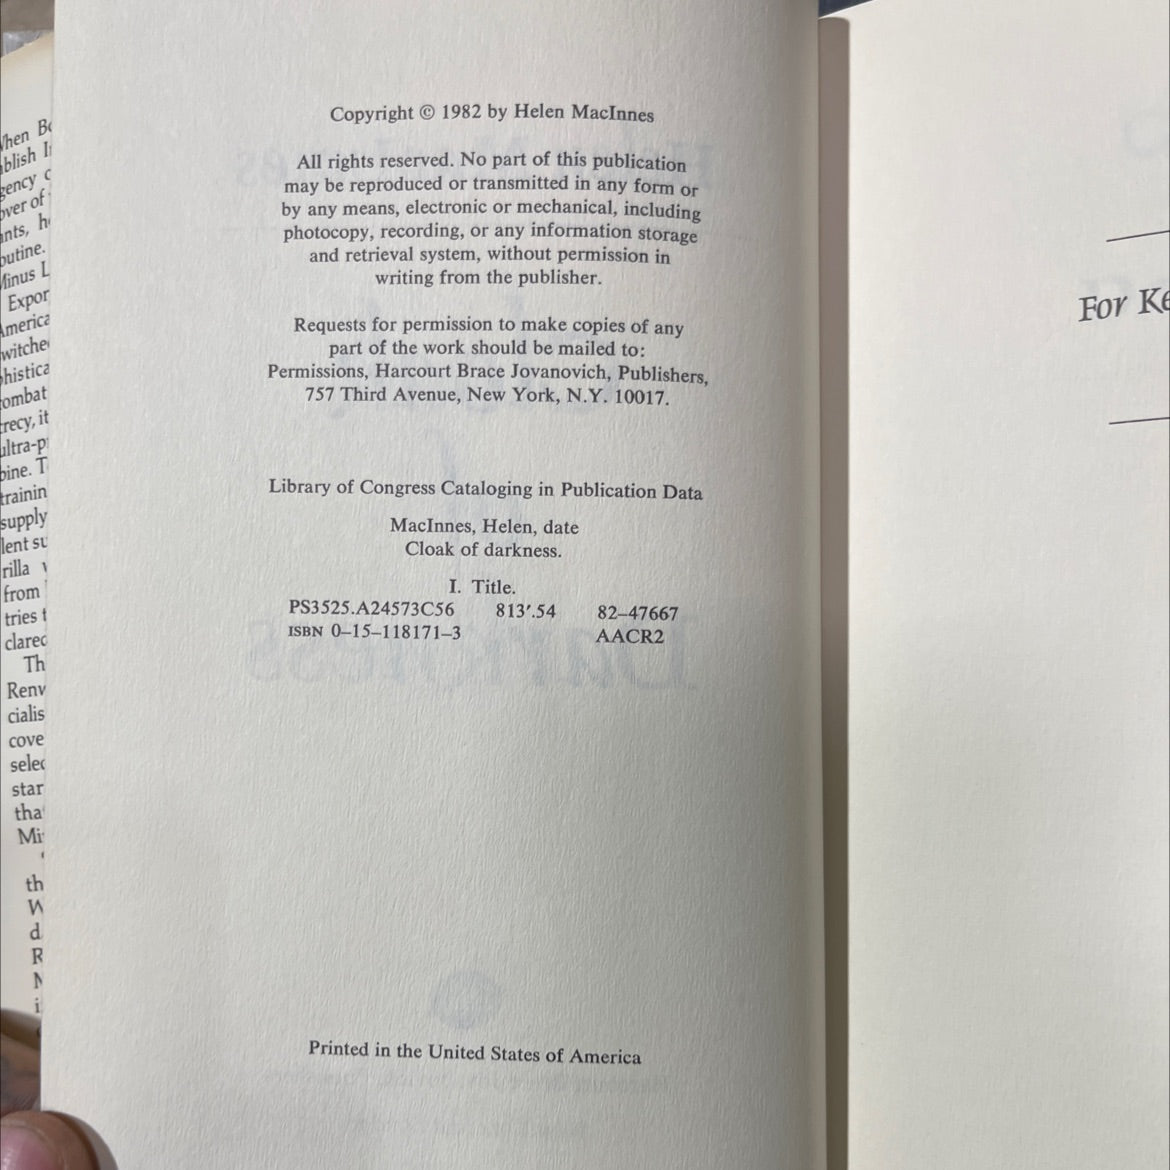 Copyright © 1982 by Helen MacInnes
All rights reserved. No part of this publication
may be reproduced or transmitted in any form or
by any means, electronic or mechanical, including
photocopy, recording, or any information storage
and retrieval system, without permission in
writing from the publisher.
Requests for permission to make copies of any
part of the work should be mailed to:
Permissions, Harcourt Brace Jovanovich, Publishers,
757 Third Avenue, New York, N.Y. 10017.
Library of Congress Cataloging in Publication Data
MacInnes, Helen, date
Cloak of darkness.
I. Title.
PS3525.A24573C56 813′.54 82–47667
ISBN 0–15–118171–3 AACR2
Printed in the United States of America
For Ke